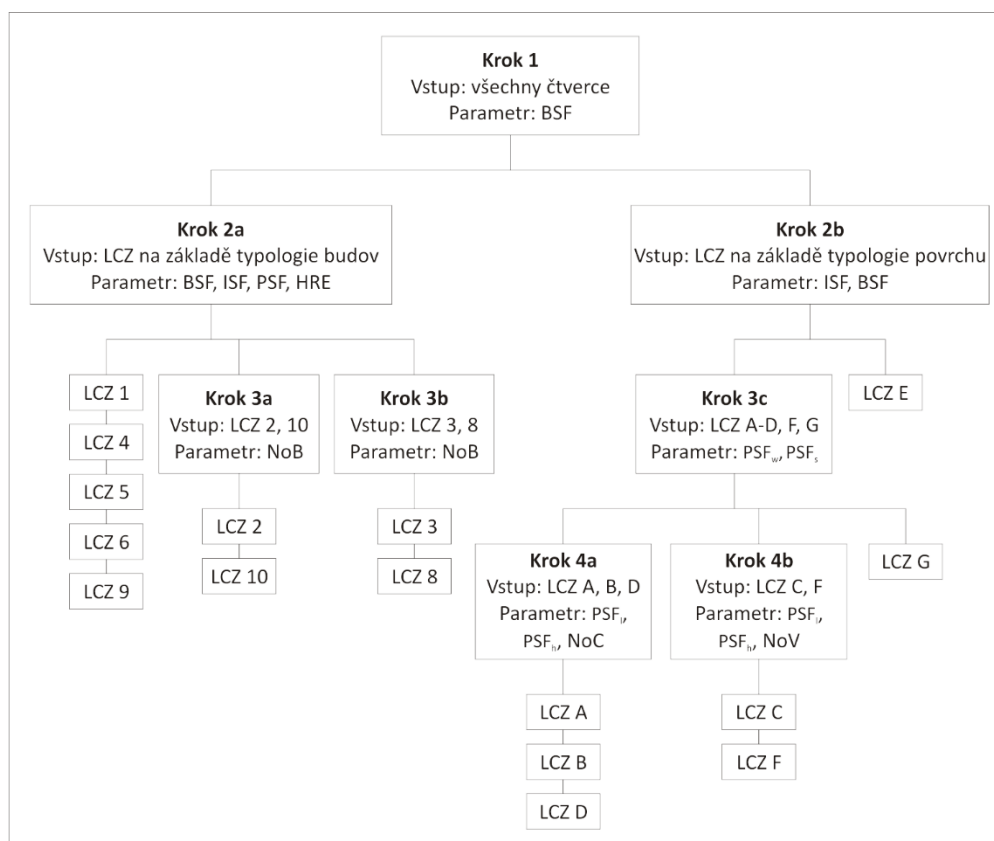 Krok 1
Vstup: všechny čtverce
Parametr: BSF
Krok 2a
Vstup: LCZ na základě typologie budov
Parametr: BSF, ISF, PSF, HRE
Krok 2b
Vstup: LCZ na základě typologie povrchu
Parametr: ISF, BSF
LCZ 1
LCZ 4
LCZ 5
LCZ 6
LCZ 9
Krok 3a
Vstup: LCZ 2, 10
Parametr: NoB
LCZ 2
LCZ 10
Krok 3b
Vstup: LCZ 3, 8
Parametr: NoB
LCZ 3
LCZ 8
Krok 3c
Vstup: LCZ A-D, F, G
Parametr: PSFw, PSFs
LCZ E
Krok 4a
Vstup: LCZ A, B, D
Parametr: PSFl,
PSFh, NoC
LCZ A
LCZ B
LCZ D
Krok 4b
Vstup: LCZ C, F
Parametr: PSFl,
PSFh, NoV
LCZ C
LCZ F
LCZ G